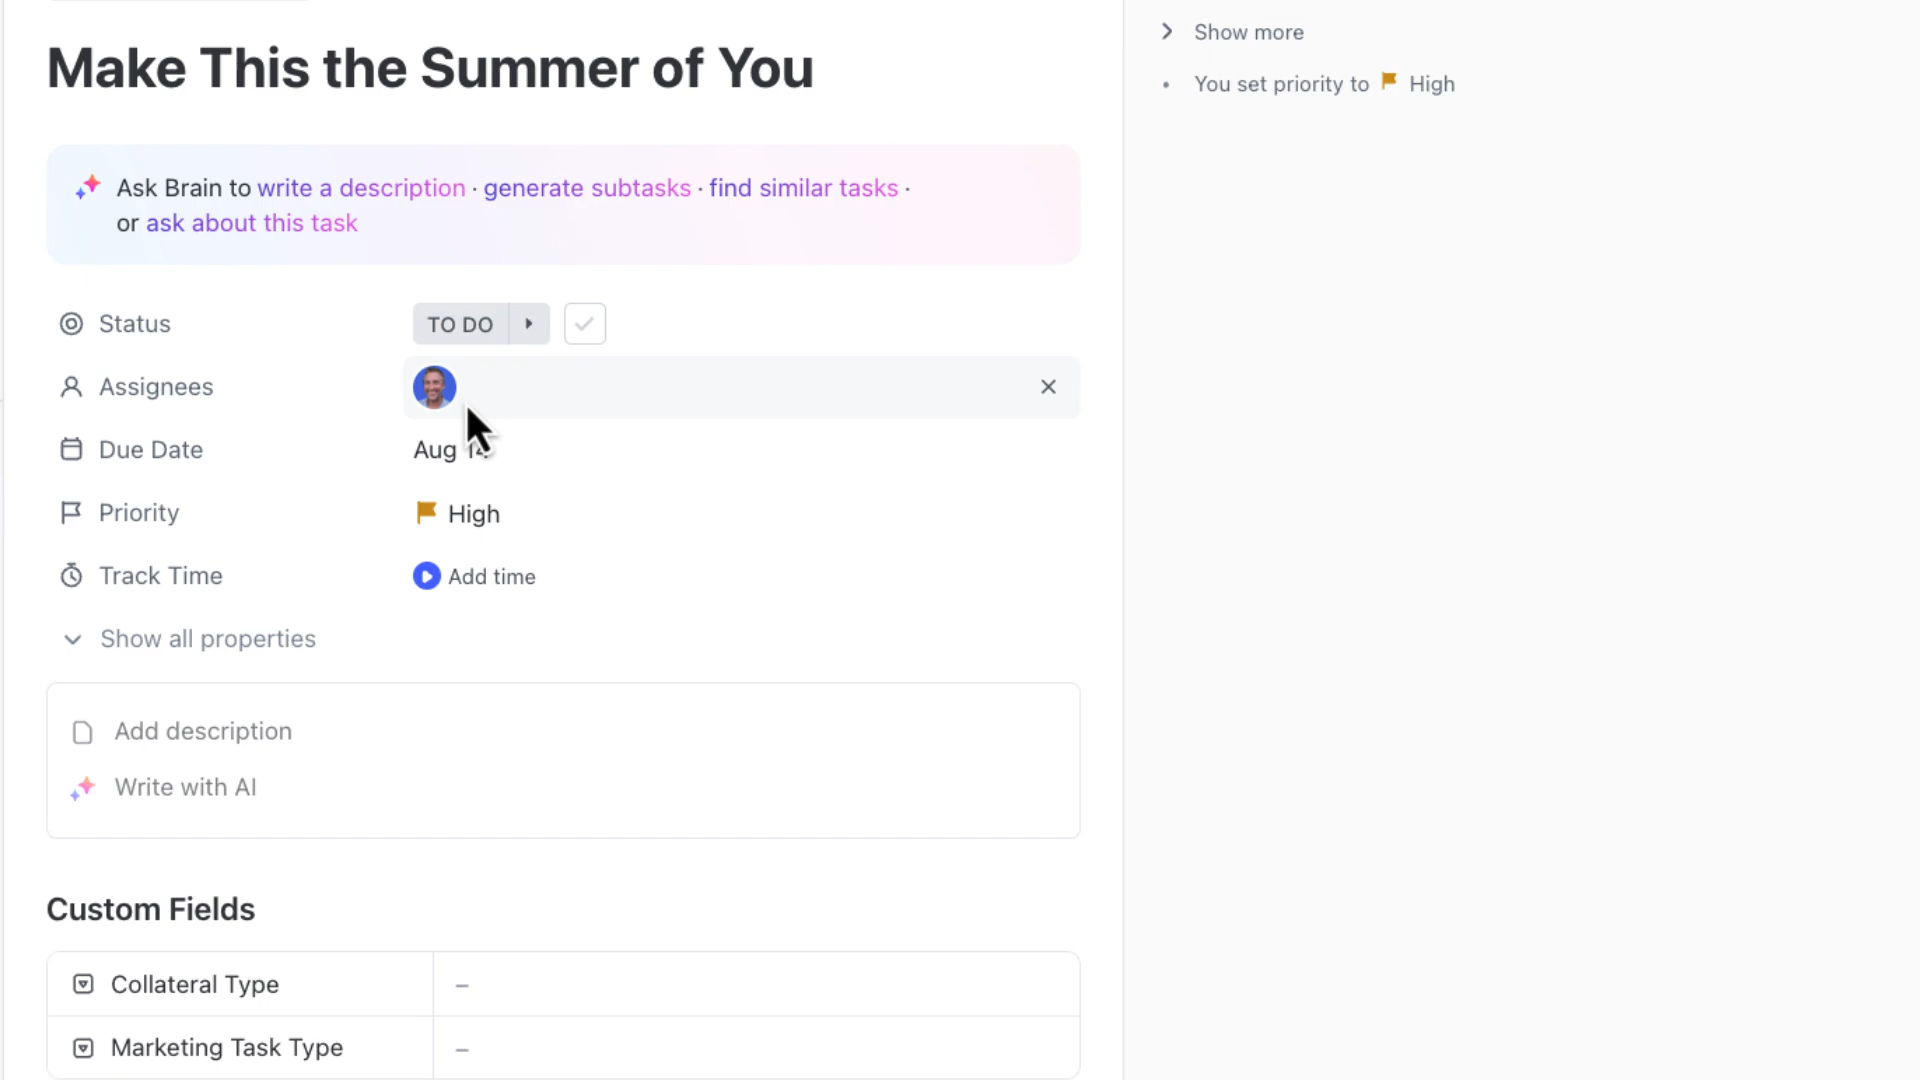 Make This the Summer of You
Ask Brain to write a description · generate subtasks · find similar tasks ·
or ask about this task
Status
TO DO
Assignees
Due Date
Aug
Priority
High
Track Time
Add time
Show all properties
Add description
Write with AI
Custom Fields
Collateral Type
–
Marketing Task Type
–
Show more
• You set priority to High